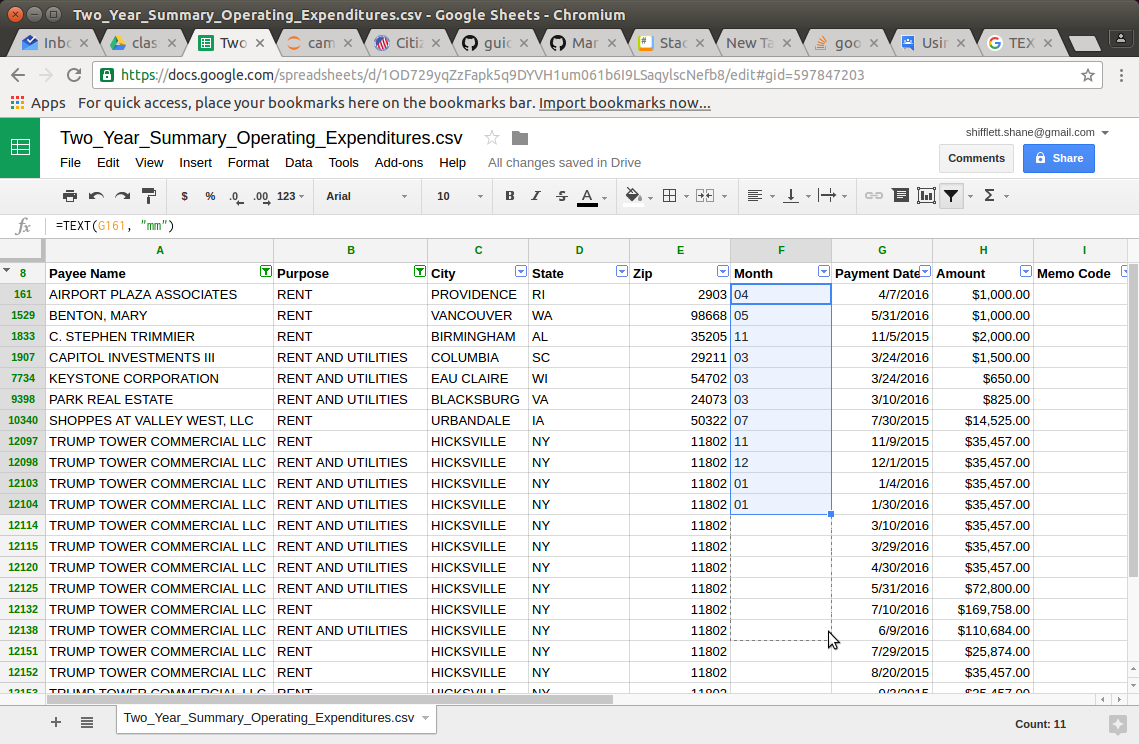 Two_Year_Summary_Operating_Expenditures.csv - Google Sheets - Chromium
Inbo clas Two cam Citiz guid Mar Stac New Ta goo Usin TEX
https://docs.google.com/spreadsheets/d/1OD729yqZzFapk5q9DYVH1um061b6I9LSaqylscNefb8/edit#gid=597847203
Apps For quick access, place your bookmarks here on the bookmarks bar. Import bookmarks now...
Two_Year_Summary_Operating_Expenditures.csv
shifflett.shane@gmail.com
File Edit View Insert Format Data Tools Add-ons Help All changes saved in Drive
Comments Share
$ % .0 .00 123 Arial 10 B I S A Σ
fx =TEXT(G161, "mm")
A B C D E F G H I
8 Payee Name Purpose City State Zip Month Payment Date Amount Memo Code
161 AIRPORT PLAZA ASSOCIATES RENT PROVIDENCE RI 2903 04 4/7/2016 $1,000.00
1529 BENTON, MARY RENT VANCOUVER WA 98668 05 5/31/2016 $1,000.00
1833 C. STEPHEN TRIMMIER RENT BIRMINGHAM AL 35205 11 11/5/2015 $2,000.00
1907 CAPITOL INVESTMENTS III RENT AND UTILITIES COLUMBIA SC 29211 03 3/24/2016 $1,500.00
7734 KEYSTONE CORPORATION RENT AND UTILITIES EAU CLAIRE WI 54702 03 3/24/2016 $650.00
9398 PARK REAL ESTATE RENT AND UTILITIES BLACKSBURG VA 24073 03 3/10/2016 $825.00
10340 SHOPPES AT VALLEY WEST, LLC RENT URBANDALE IA 50322 07 7/30/2015 $14,525.00
12097 TRUMP TOWER COMMERCIAL LLC RENT HICKSVILLE NY 11802 11 11/9/2015 $35,457.00
12098 TRUMP TOWER COMMERCIAL LLC RENT AND UTILITIES HICKSVILLE NY 11802 12 12/1/2015 $35,457.00
12103 TRUMP TOWER COMMERCIAL LLC RENT AND UTILITIES HICKSVILLE NY 11802 01 1/4/2016 $35,457.00
12104 TRUMP TOWER COMMERCIAL LLC RENT AND UTILITIES HICKSVILLE NY 11802 01 1/30/2016 $35,457.00
12114 TRUMP TOWER COMMERCIAL LLC RENT AND UTILITIES HICKSVILLE NY 11802 3/10/2016 $35,457.00
12115 TRUMP TOWER COMMERCIAL LLC RENT AND UTILITIES HICKSVILLE NY 11802 3/29/2016 $35,457.00
12120 TRUMP TOWER COMMERCIAL LLC RENT AND UTILITIES HICKSVILLE NY 11802 4/30/2016 $35,457.00
12125 TRUMP TOWER COMMERCIAL LLC RENT AND UTILITIES HICKSVILLE NY 11802 5/31/2016 $72,800.00
12132 TRUMP TOWER COMMERCIAL LLC RENT HICKSVILLE NY 11802 7/10/2016 $169,758.00
12138 TRUMP TOWER COMMERCIAL LLC RENT AND UTILITIES HICKSVILLE NY 11802 6/9/2016 $110,684.00
12151 TRUMP TOWER COMMERCIAL LLC RENT HICKSVILLE NY 11802 7/29/2015 $25,874.00
12152 TRUMP TOWER COMMERCIAL LLC RENT HICKSVILLE NY 11802 8/20/2015 $35,457.00
12153 TRUMP TOWER COMMERCIAL LLC RENT HICKSVILLE NY 11802 9/2/2015 $35,457.00
Two_Year_Summary_Operating_Expenditures.csv
Count: 11